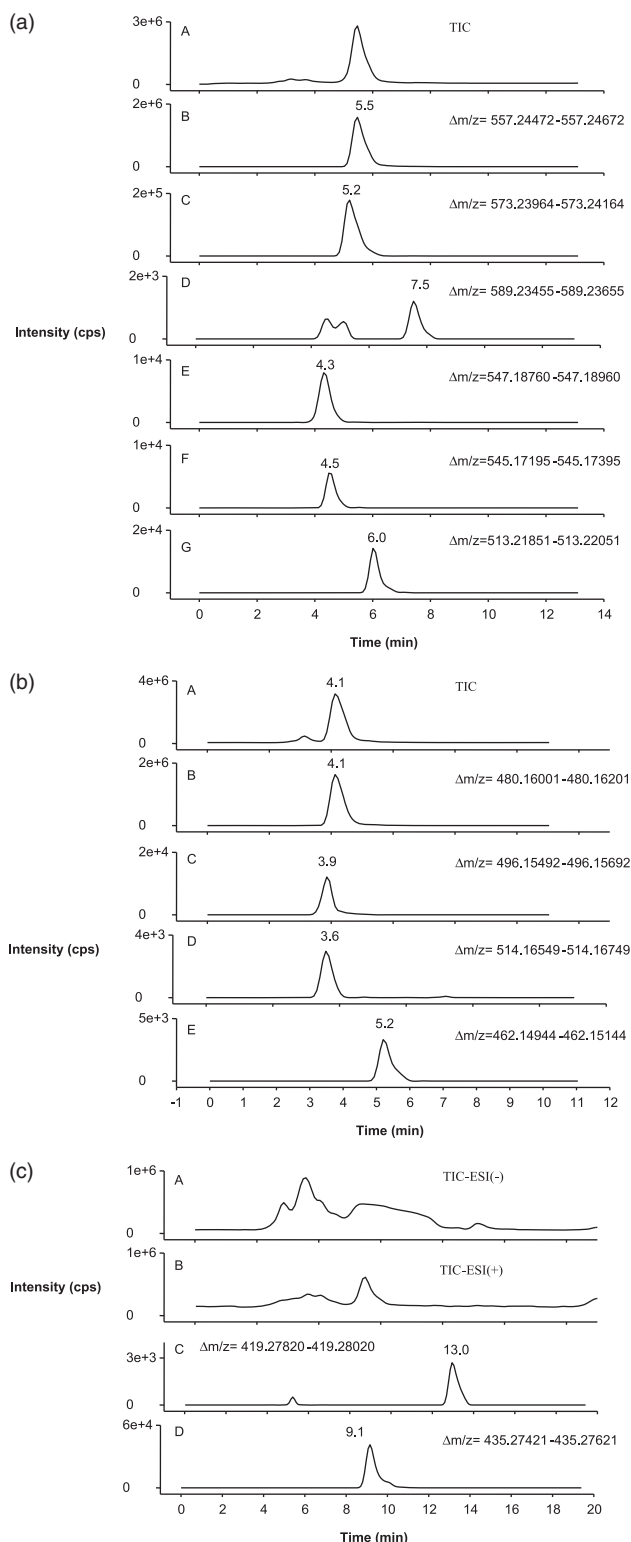 (a)
3e+6
A
TIC
0
2e+6
B
5.5
Δm/z= 557.24472-557.24672
0
2e+5
C
5.2
Δm/z= 573.23964-573.24164
0
2e+3
D
7.5
Δm/z= 589.23455-589.23655
Intensity (cps)
0
1e+4
E
4.3
Δm/z=547.18760-547.18960
0
1e+4
F
4.5
Δm/z=545.17195-545.17395
0
2e+4
G
6.0
Δm/z=513.21851-513.22051
0
0 2 4 6 8 10 12 14
Time (min)
(b)
4e+6
A
4.1
TIC
0
2e+6
B
4.1
Δm/z= 480.16001-480.16201
0
2e+4
C
3.9
Δm/z= 496.15492-496.15692
0
Intensity (cps)
4e+3
D
3.6
Δm/z= 514.16549-514.16749
0
5e+3
E
5.2
Δm/z=462.14944-462.15144
0
-1 0 1 2 3 4 5 6 7 8 9 10 11 12
Time (min)
(c)
1e+6
A
TIC-ESI(-)
0
1e+6
B
TIC-ESI(+)
Intensity (cps)
0
C
Δm/z= 419.27820-419.28020
13.0
3e+3
0
6e+4
D
9.1
Δm/z= 435.27421-435.27621
0
0 2 4 6 8 10 12 14 16 18 20
Time (min)